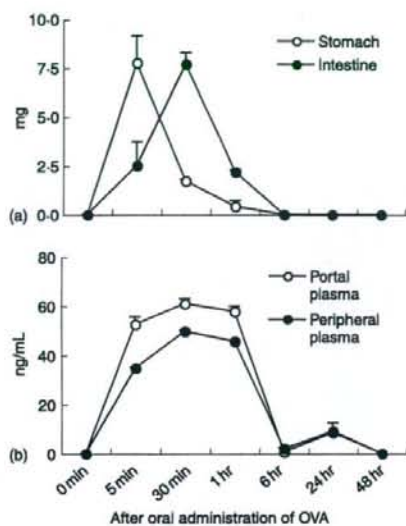 10·0
7·5
5·0
2·5
0·0
mg
(a)
Stomach
Intestine
80
60
40
20
0
ng/mL
(b)
Portal
plasma
Peripheral
plasma
0 min
5 min
30 min
1 hr
6 hr
24 hr
48 hr
After oral administration of OVA